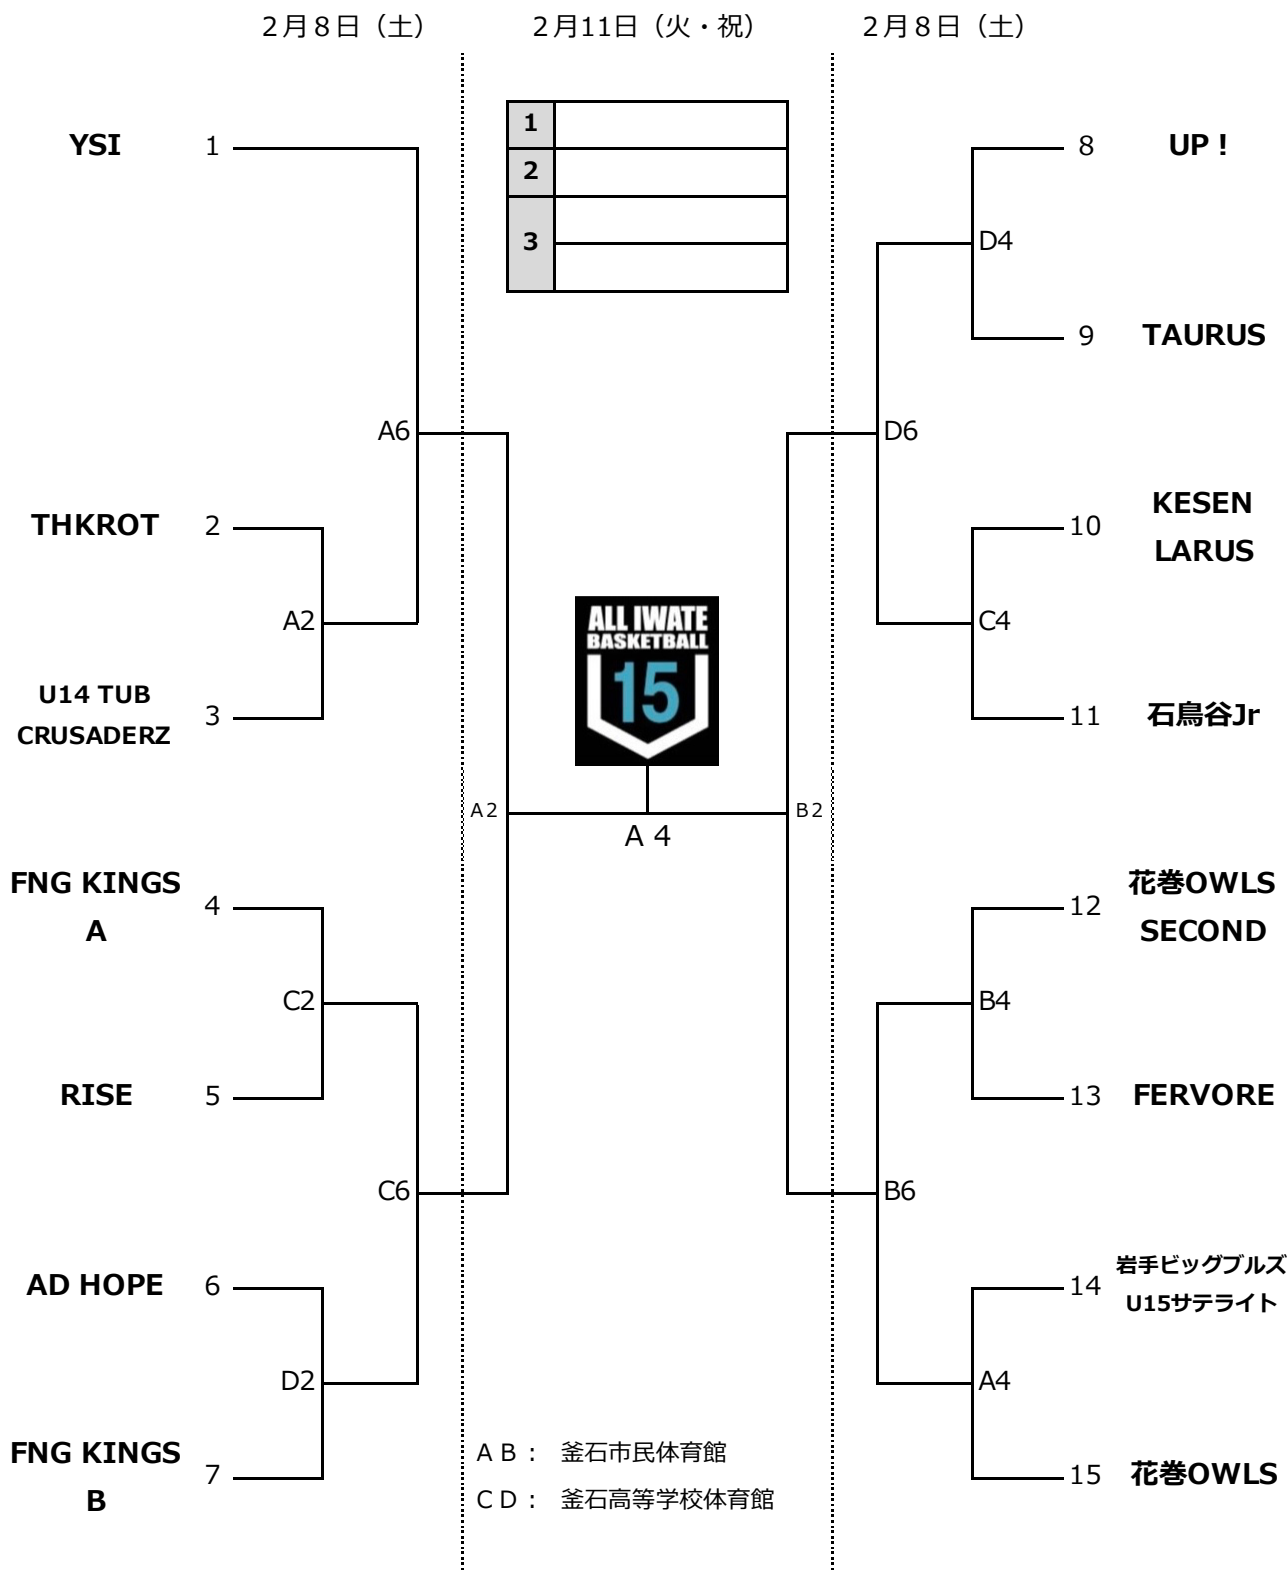 ２月８日（土）
２月11日（火・祝）
２月８日（土）
1
2
3
YSI 1
A6
THKROT 2
A2
U14 TUB
CRUSADERZ
3
FNG KINGS
A
4
C2
RISE 5
C6
AD HOPE 6
D2
FNG KINGS
B
7
ALL IWATE
BASKETBALL
15
A２
B２
A ４
ＡＢ： 釜石市民体育館
ＣＤ： 釜石高等学校体育館
8 UP！
D4
9 TAURUS
D6
10
KESEN
LARUS
C4
11 石鳥谷Jr
12
花巻OWLS
SECOND
B4
13 FERVORE
B6
14
岩手ビッグブルズ
U15サテライト
A4
15 花巻OWLS